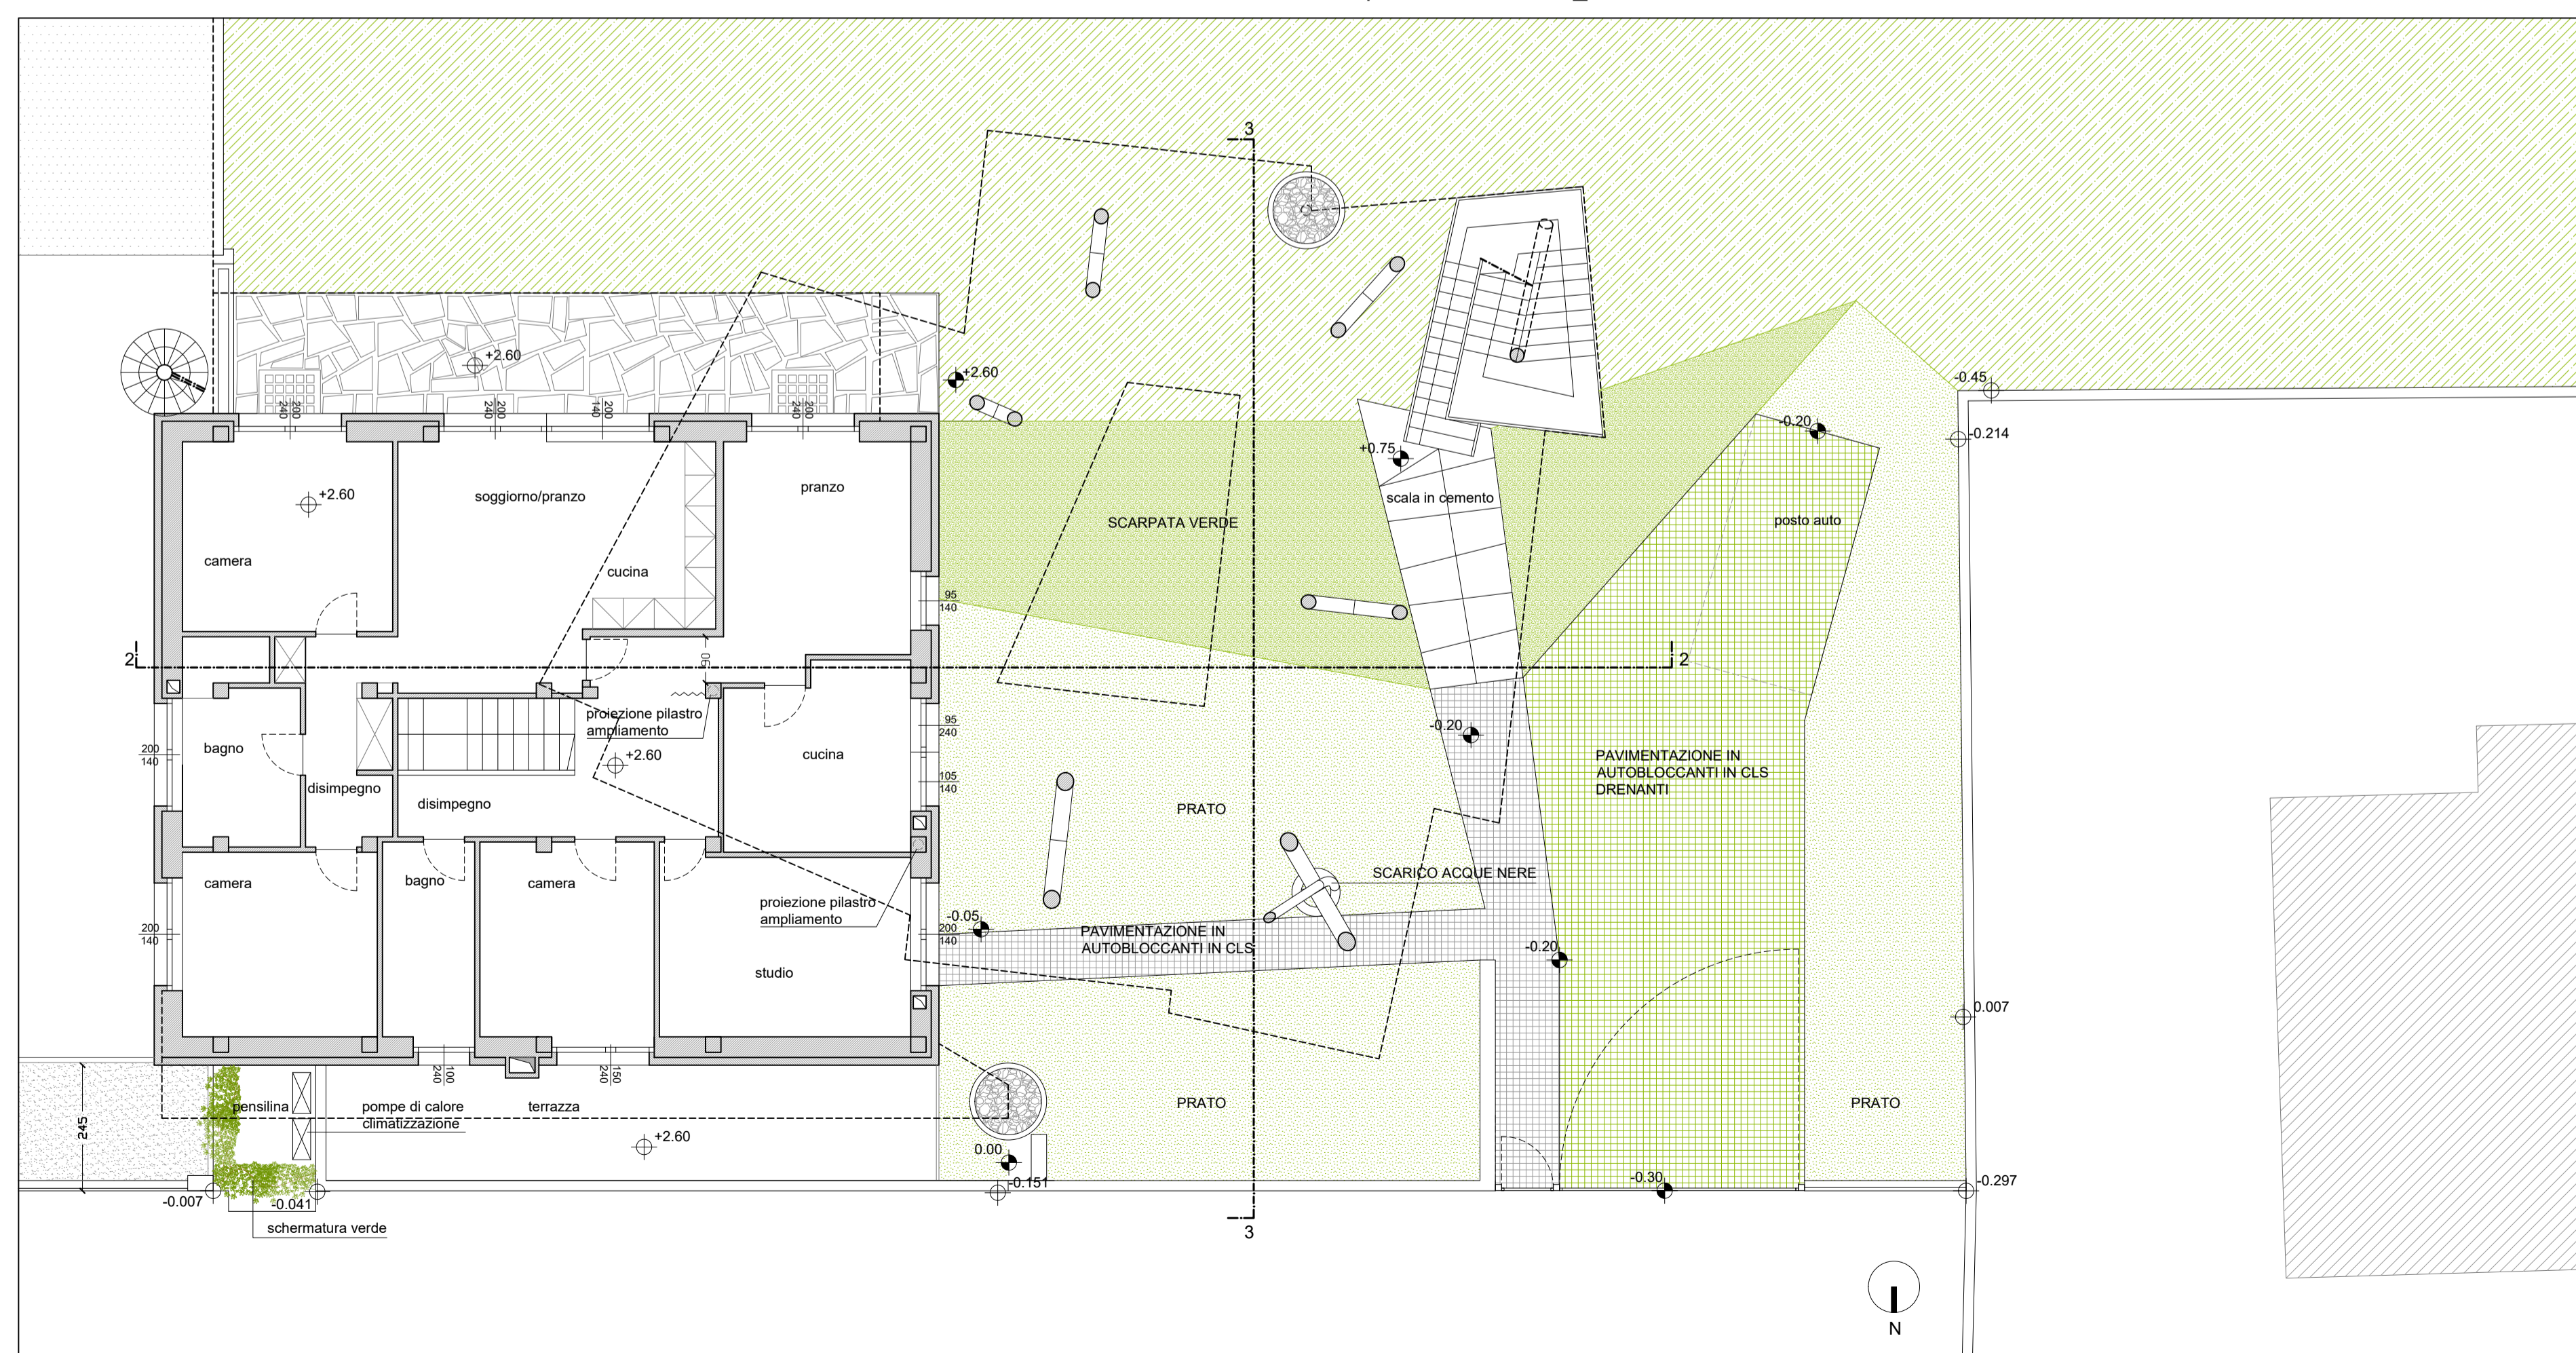 3
+2.60
+2.60
-0.45
-0.214
-0.20
240
200
240
200
140
200
240
200
+0.75
+2.60
soggiorno/pranzo
pranzo
scala in cemento
SCARPATA VERDE
posto auto
camera
cucina
95
140
2
90
2
proiezione pilastro
ampliamento
95
240
-0.20
bagno
200
140
+2.60
cucina
PAVIMENTAZIONE IN
AUTOBLOCCANTI IN CLS
DRENANTI
disimpegno
disimpegno
105
140
PRATO
camera
bagno
camera
SCARICO ACQUE NERE
proiezione pilastro
ampliamento
-0.05
200
140
200
140
PAVIMENTAZIONE IN
AUTOBLOCCANTI IN CLS
-0.20
studio
0.007
240
100
240
150
pensilina
pompe di calore
climatizzazione
terrazza
PRATO
PRATO
245
+2.60
0.00
-0.151
-0.30
-0.297
-0.007
-0.041
schermatura verde
3
N